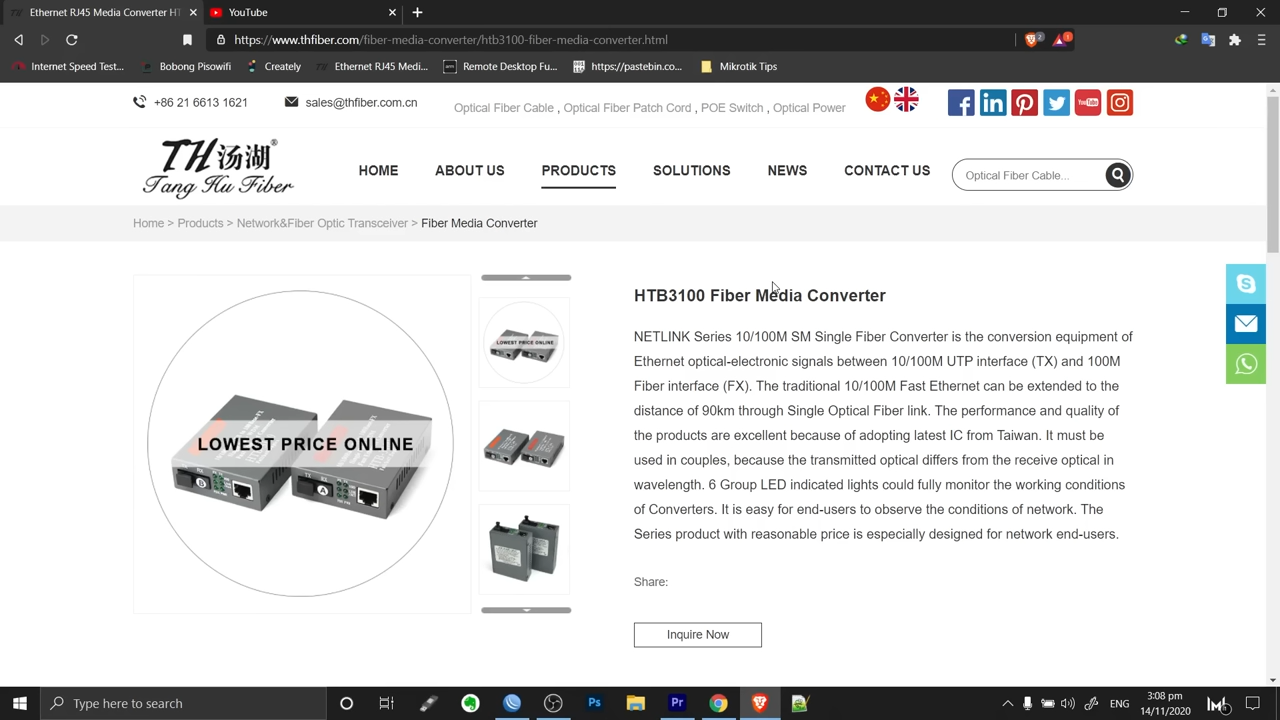 Ethernet RJ45 Media Converter HT
YouTube
https://www.thfiber.com/fiber-media-converter/htb3100-fiber-media-converter.html
2
1
Internet Speed Test...
Bobong Pisowifi
Creately
Ethernet RJ45 Medi...
Remote Desktop Fu...
https://pastebin.co...
Mikrotik Tips
+86 21 6613 1621
sales@thfiber.com.cn
Optical Fiber Cable , Optical Fiber Patch Cord , POE Switch , Optical Power
TH汤湖®
Tang Hu Fiber
HOME
ABOUT US
PRODUCTS
SOLUTIONS
NEWS
CONTACT US
Optical Fiber Cable...
Home > Products > Network&Fiber Optic Transceiver > Fiber Media Converter
LOWEST PRICE ONLINE
B
A
LOWEST PRICE ONLINE
HTB3100 Fiber Media Converter
NETLINK Series 10/100M SM Single Fiber Converter is the conversion equipment of
Ethernet optical-electronic signals between 10/100M UTP interface (TX) and 100M
Fiber interface (FX). The traditional 10/100M Fast Ethernet can be extended to the
distance of 90km through Single Optical Fiber link. The performance and quality of
the products are excellent because of adopting latest IC from Taiwan. It must be
used in couples, because the transmitted optical differs from the receive optical in
wavelength. 6 Group LED indicated lights could fully monitor the working conditions
of Converters. It is easy for end-users to observe the conditions of network. The
Series product with reasonable price is especially designed for network end-users.
Share:
Inquire Now
Type here to search
Ps
Pr
ENG
3:08 pm
14/11/2020